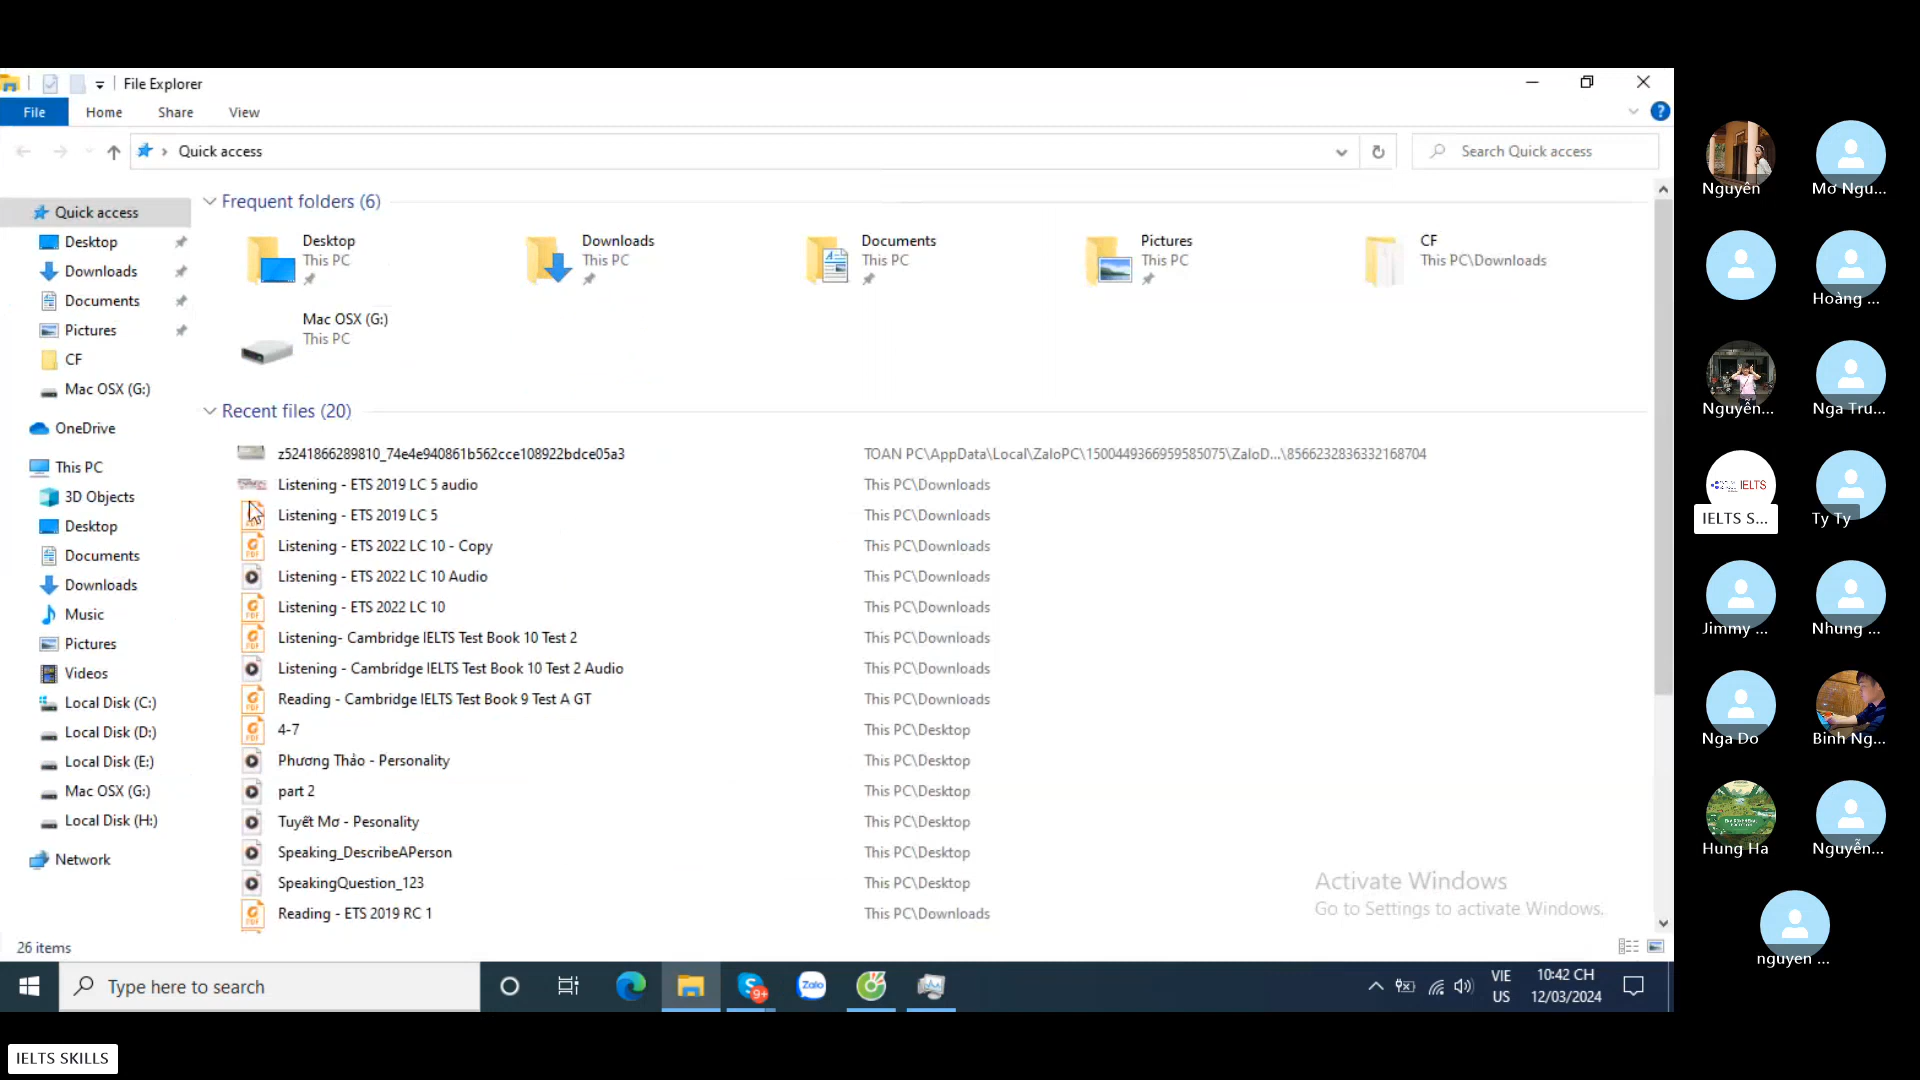 File Explorer
File Home Share View
Quick access
Search Quick access
Quick access
Desktop
Downloads
Documents
Pictures
CF
Mac OSX (G:)
OneDrive
This PC
3D Objects
Desktop
Documents
Downloads
Music
Pictures
Videos
Local Disk (C:)
Local Disk (D:)
Local Disk (E:)
Mac OSX (G:)
Local Disk (H:)
Network
Frequent folders (6)
Desktop
This PC
Downloads
This PC
Documents
This PC
Pictures
This PC
CF
This PC\Downloads
Mac OSX (G:)
This PC
Recent files (20)
z5241866289810_74e4e940861b562cce108922bdce05a3 TOAN PC\AppData\Local\ZaloPC\1500449366959585075\ZaloD...\8566232836332168704
Listening - ETS 2019 LC 5 audio This PC\Downloads
Listening - ETS 2019 LC 5 This PC\Downloads
Listening - ETS 2022 LC 10 - Copy This PC\Downloads
Listening - ETS 2022 LC 10 Audio This PC\Downloads
Listening - ETS 2022 LC 10 This PC\Downloads
Listening- Cambridge IELTS Test Book 10 Test 2 This PC\Downloads
Listening - Cambridge IELTS Test Book 10 Test 2 Audio This PC\Downloads
Reading - Cambridge IELTS Test Book 9 Test A GT This PC\Downloads
4-7 This PC\Desktop
Phương Thảo - Personality This PC\Desktop
part 2 This PC\Desktop
Tuyết Mơ - Pesonality This PC\Desktop
Speaking_DescribeAPerson This PC\Desktop
SpeakingQuestion_123 This PC\Desktop
Reading - ETS 2019 RC 1 This PC\Downloads
Activate Windows
Go to Settings to activate Windows.
26 items
Type here to search
9+
Zalo
VIE
US
10:42 CH
12/03/2024
IELTS SKILLS
Nguyên
Mơ Ngu...
Hoàng ...
Nguyễn...
Nga Tru...
IELTS
IELTS S...
Ty Ty
Jimmy ...
Nhung ...
Nga Do
Binh Ng...
Hung Ha
Nguyễn...
nguyen ...